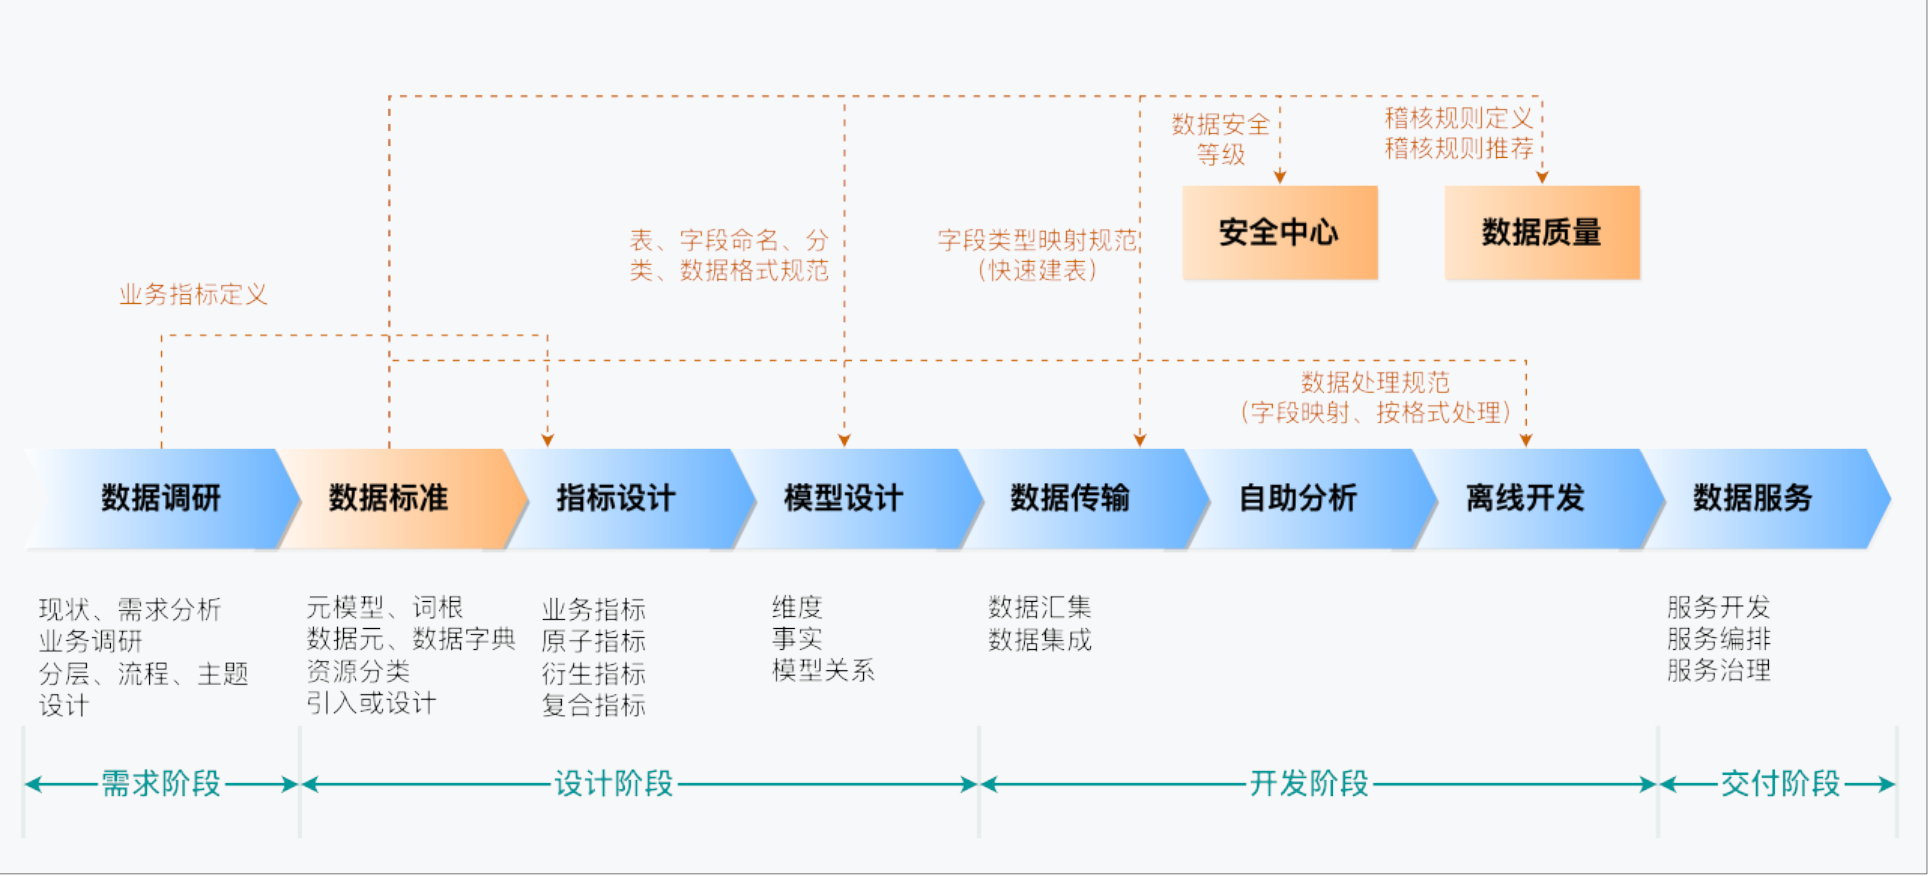 数据安全
等级
稽核规则定义
稽核规则推荐
安全中心
数据质量
表、字段命名、分
类、数据格式规范
字段类型映射规范
（快速建表）
业务指标定义
数据处理规范
（字段映射、按格式处理）
数据调研
数据标准
指标设计
模型设计
数据传输
自助分析
离线开发
数据服务
现状、需求分析
业务调研
分层、流程、主题
设计
元模型、词根
数据元、数据字典
资源分类
引入或设计
业务指标
原子指标
衍生指标
复合指标
维度
事实
模型关系
数据汇集
数据集成
服务开发
服务编排
服务治理
需求阶段
设计阶段
开发阶段
交付阶段